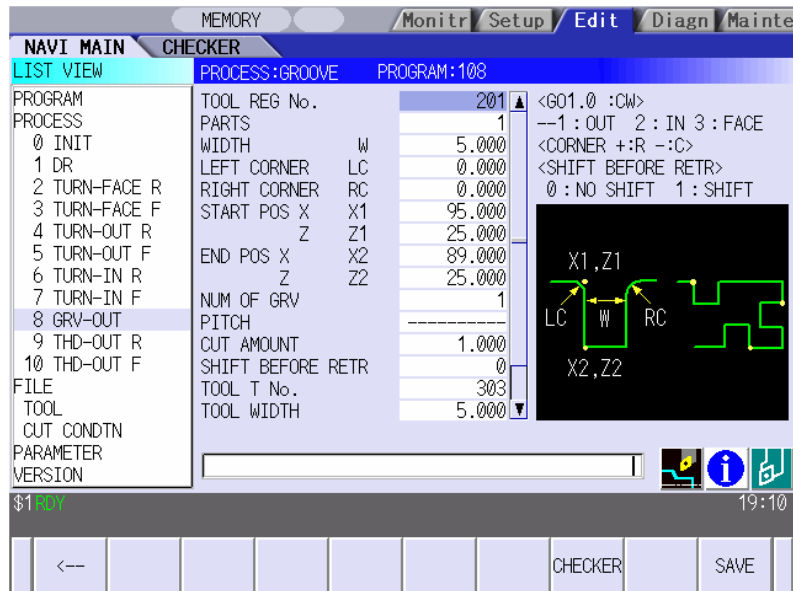 MEMORY Monitr Setup Edit Diagn Mainte
NAVI MAIN CHECKER
LIST VIEW PROCESS:GROOVE PROGRAM:108
PROGRAM
PROCESS
0 INIT
1 DR
2 TURN-FACE R
3 TURN-FACE F
4 TURN-OUT R
5 TURN-OUT F
6 TURN-IN R
7 TURN-IN F
8 GRV-OUT
9 THD-OUT R
10 THD-OUT F
FILE
TOOL
CUT CONDTN
PARAMETER
VERSION
TOOL REG No. 201
PARTS 1
WIDTH W 5.000
LEFT CORNER LC 0.000
RIGHT CORNER RC 0.000
START POS X X1 95.000
Z Z1 25.000
END POS X X2 89.000
Z Z2 25.000
NUM OF GRV 1
PITCH ----------
CUT AMOUNT 1.000
SHIFT BEFORE RETR 0
TOOL T No. 303
TOOL WIDTH 5.000
<GO1.0 :CW>
--1:OUT 2:IN 3:FACE
<CORNER +:R -:C>
<SHIFT BEFORE RETR>
0:NO SHIFT 1:SHIFT
X1,Z1
LC W RC
X2,Z2
$1 RDY 19:10
<-- CHECKER SAVE